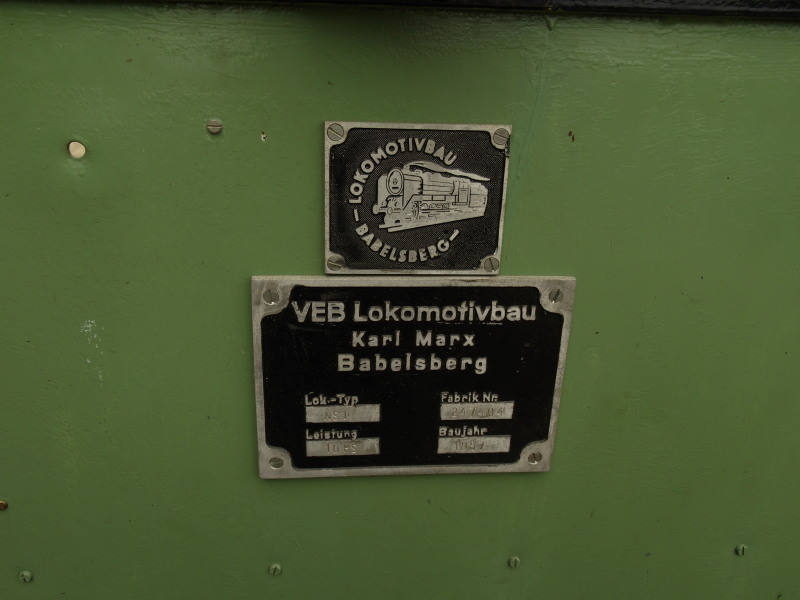 LOKOMOTIVBAU
BABELSBERG
VEB Lokomotivbau
Karl Marx
Babelsberg
Lok.-Typ Fabrik Nr.
Leistung Baujahr